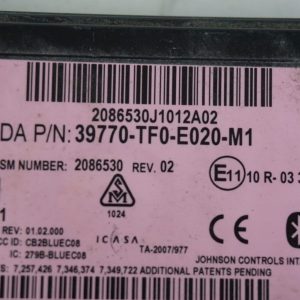 2086530J1012A02
DA P/N: 39770-TF0-E020-M1
SM NUMBER: 2086530 REV. 02
E11 10 R- 03
1
1024
REV: 01.02.000
ICASA
CC ID: CB2BLUEC08
TA-2007/977
IC: 279B-BLUEC08
JOHNSON CONTROLS INT
S: 7,257,426 7,346,374 7,349,722 ADDITIONAL PATENTS PENDING